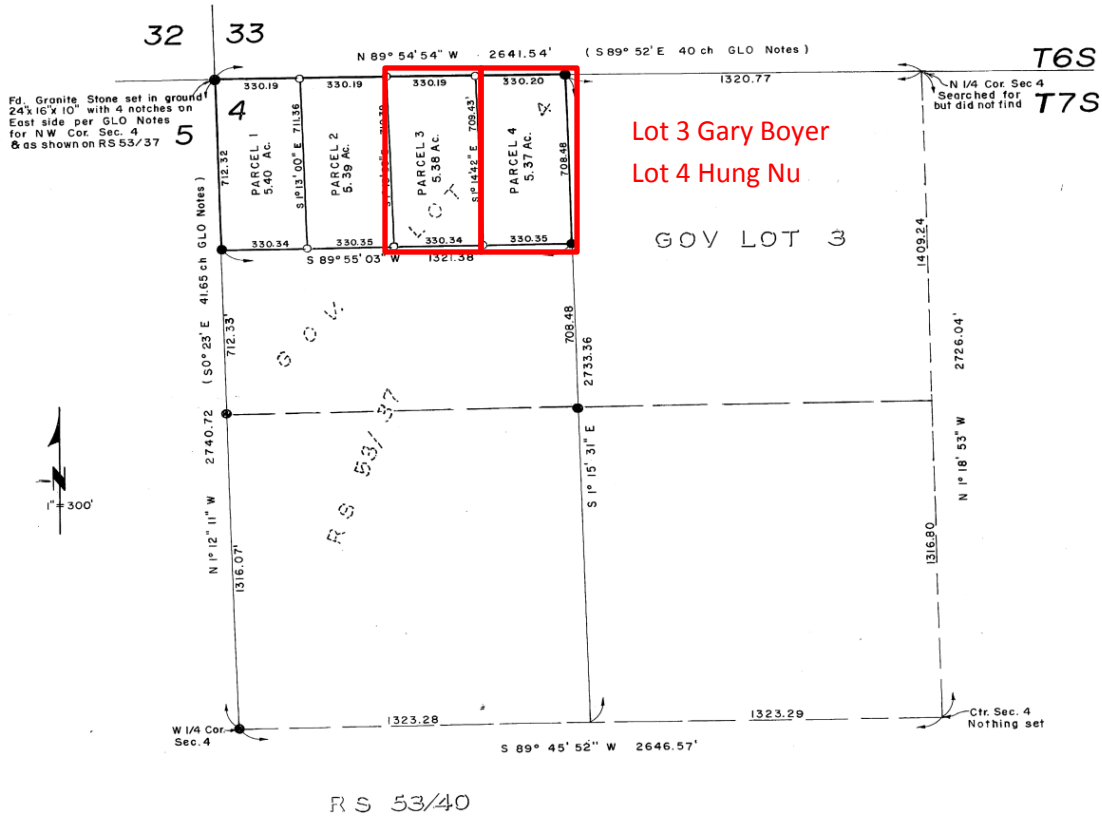 32 33
N 89° 54' 54" W 2641.54' ( S 89° 52' E 40 ch GLO Notes )
T6S
330.19 330.19 330.19 330.20 1320.77
N 1/4 Cor. Sec 4
Searched for
but did not find
T7S
Fd. Granite Stone set in ground
24"x 16"x 10" with 4 notches on
East side per GLO Notes
for N W Cor. Sec. 4
& as shown on RS 53/37
5
4
712.32
PARCEL 1
5.40 Ac.
S 1° 13' 00" E 711.36
PARCEL 2
5.39 Ac.
PARCEL 3
5.38 Ac.
S 1° 14' 42" E 709.43'
PARCEL 4
5.37 Ac.
708.48
Lot 3 Gary Boyer
Lot 4 Hung Nu
GOV LOT 3
LOT 4
330.34 330.35 330.34 330.35
S 89° 55' 03" W 1321.38
GOV.
( S 0° 23' E 41.65 ch GLO Notes )
712.33'
708.48
2733.36
1409.24
2726.04'
RS 53/37
N
1" = 300'
N 1° 12' 11" W 2740.72
1316.07'
S 1° 15' 31" E
N 1° 18' 53" W
1316.80
W 1/4 Cor.
Sec. 4
1323.28 1323.29
Ctr. Sec. 4
Nothing set
S 89° 45' 52" W 2646.57'
RS 53/40